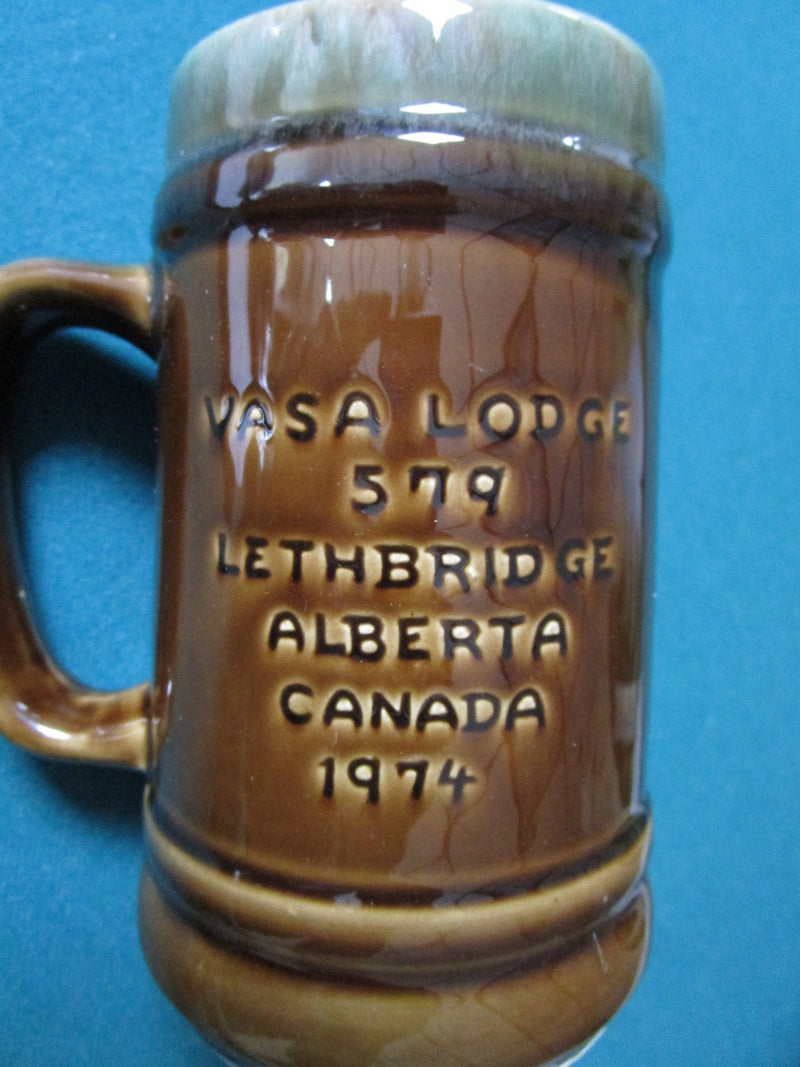 VASA LODGE
579
LETHBRIDGE
ALBERTA
CANADA
1974